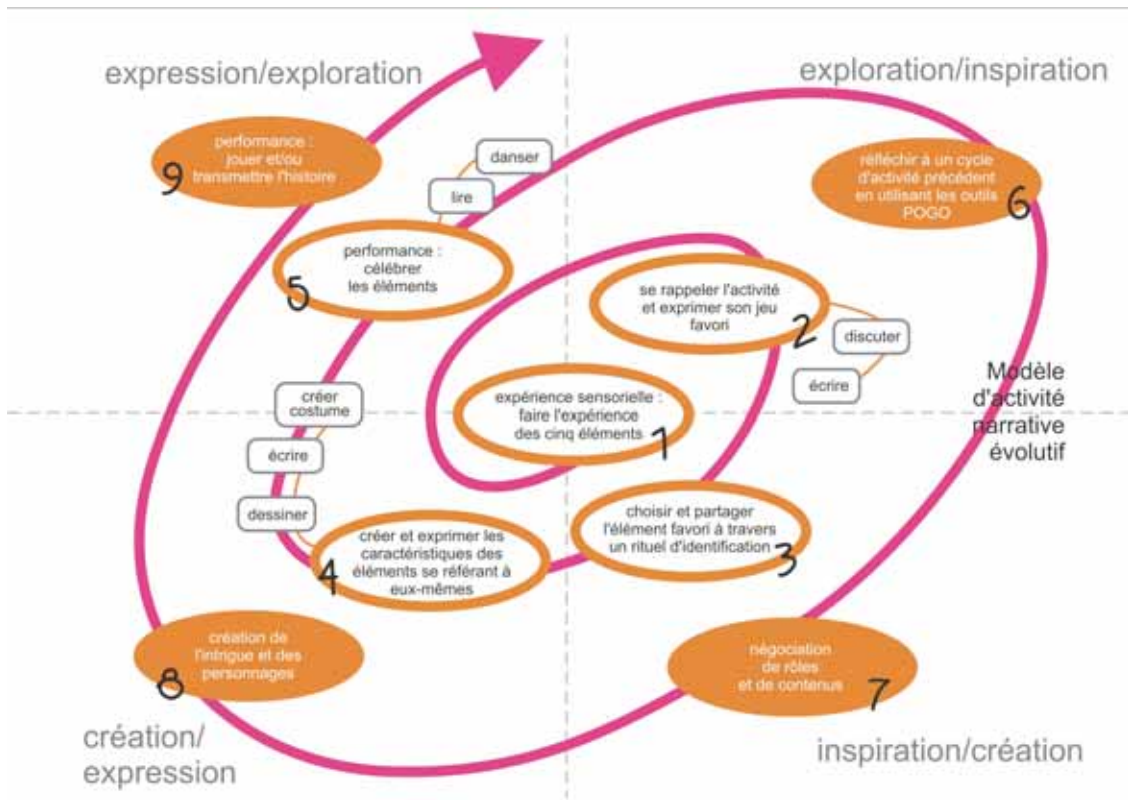 expression/exploration
exploration/inspiration
performance :
jouer et/ou
transmettre l'histoire
9
danser
lire
réfléchir à un cycle
d'activité précédent
en utilisant les outils
POGO
6
performance :
célébrer
les éléments
5
se rappeler l'activité
et exprimer son jeu
favori
2
discuter
écrire
expérience sensorielle :
faire l'expérience
des cinq éléments
1
Modèle
d'activité
narrative
évolutif
créer
costume
écrire
dessiner
choisir et partager
l'élément favori à travers
un rituel d'identification
3
créer et exprimer les
caractéristiques des
éléments se référant à
eux-mêmes
4
création de
l'intrigue et des
personnages
8
négociation
de rôles
et de contenus
7
création/
expression
inspiration/création